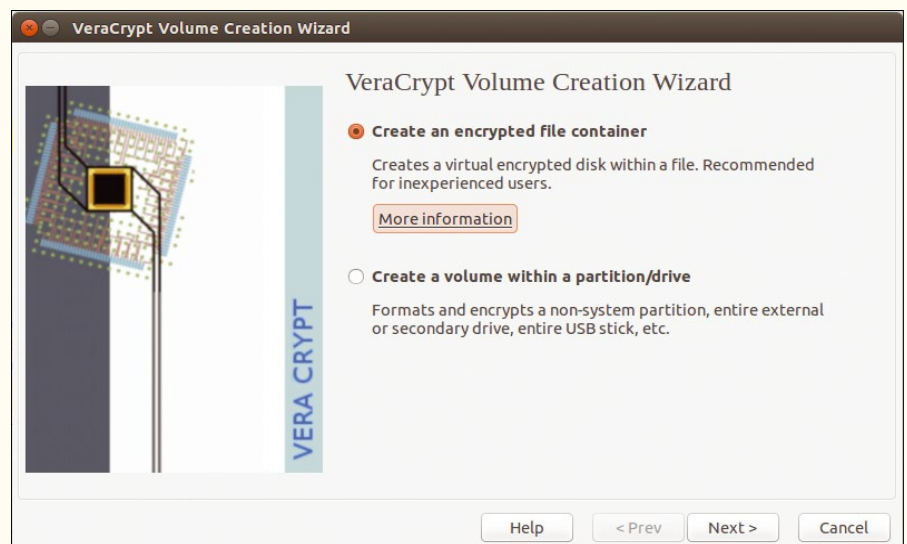 VeraCrypt Volume Creation Wizard
VeraCrypt Volume Creation Wizard
Create an encrypted file container
Creates a virtual encrypted disk within a file. Recommended
for inexperienced users.
More information
Create a volume within a partition/drive
Formats and encrypts a non-system partition, entire external
or secondary drive, entire USB stick, etc.
VERA CRYPT
Help
< Prev
Next >
Cancel